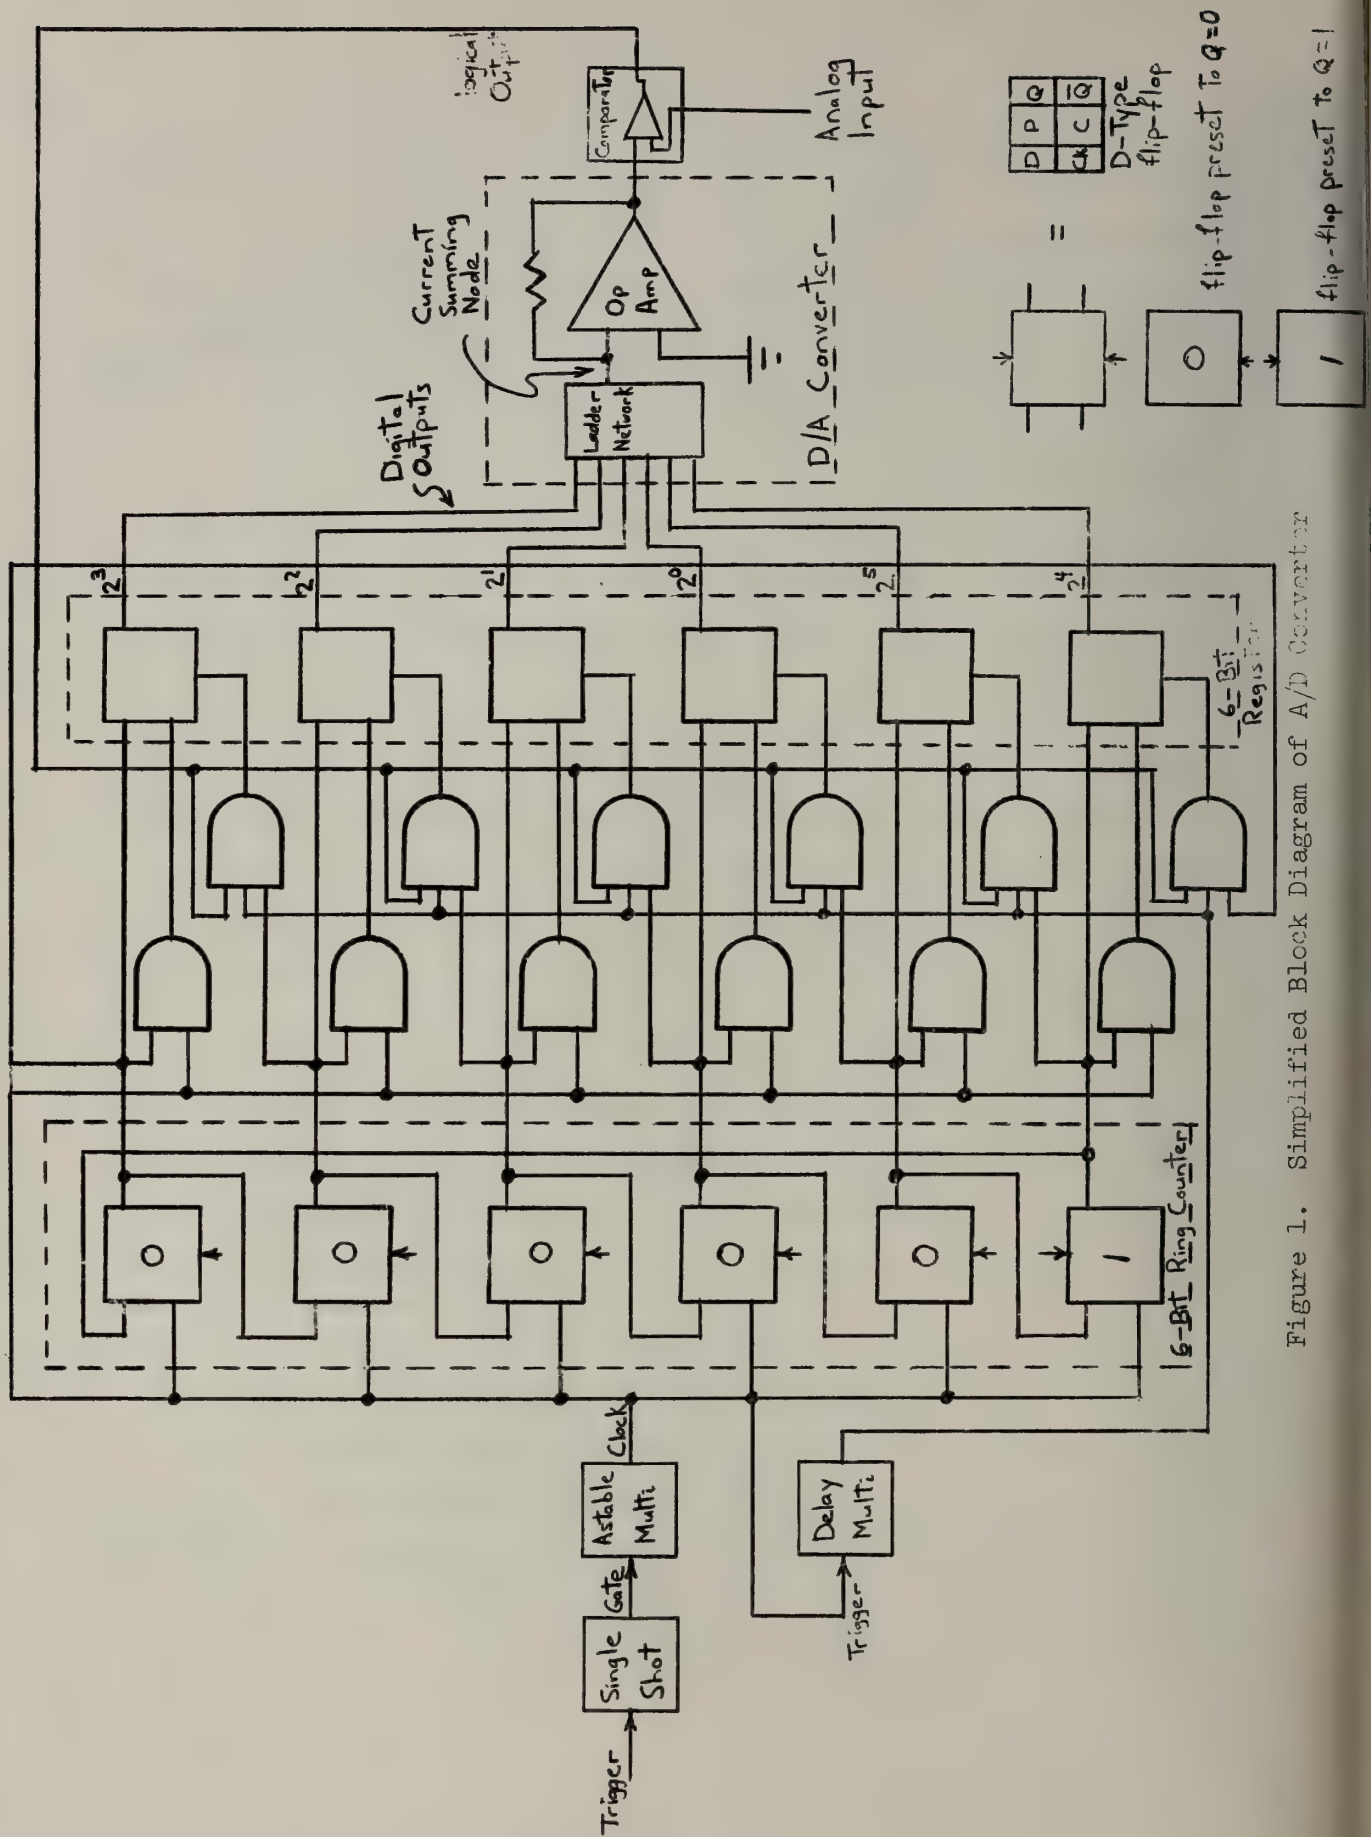 Trigger
Single
Shot
Gate
Astable
Multi
Clock
Trigger
Delay
Multi
0
0
0
0
0
1
6-Bit Ring Counter
6-Bit
Register
2³
2²
2¹
2⁰
2⁵
2⁴
Digital
Outputs
Current
Summing
Node
Ladder
Network
Op
Amp
D/A Converter
Comparator
logical
Analog
Input
=
D P Q
CK C Q̅
D-Type
flip-flop
0
flip-flop preset to Q=0
1
flip-flop preset to Q=1
Figure 1. Simplified Block Diagram of A/D Converter